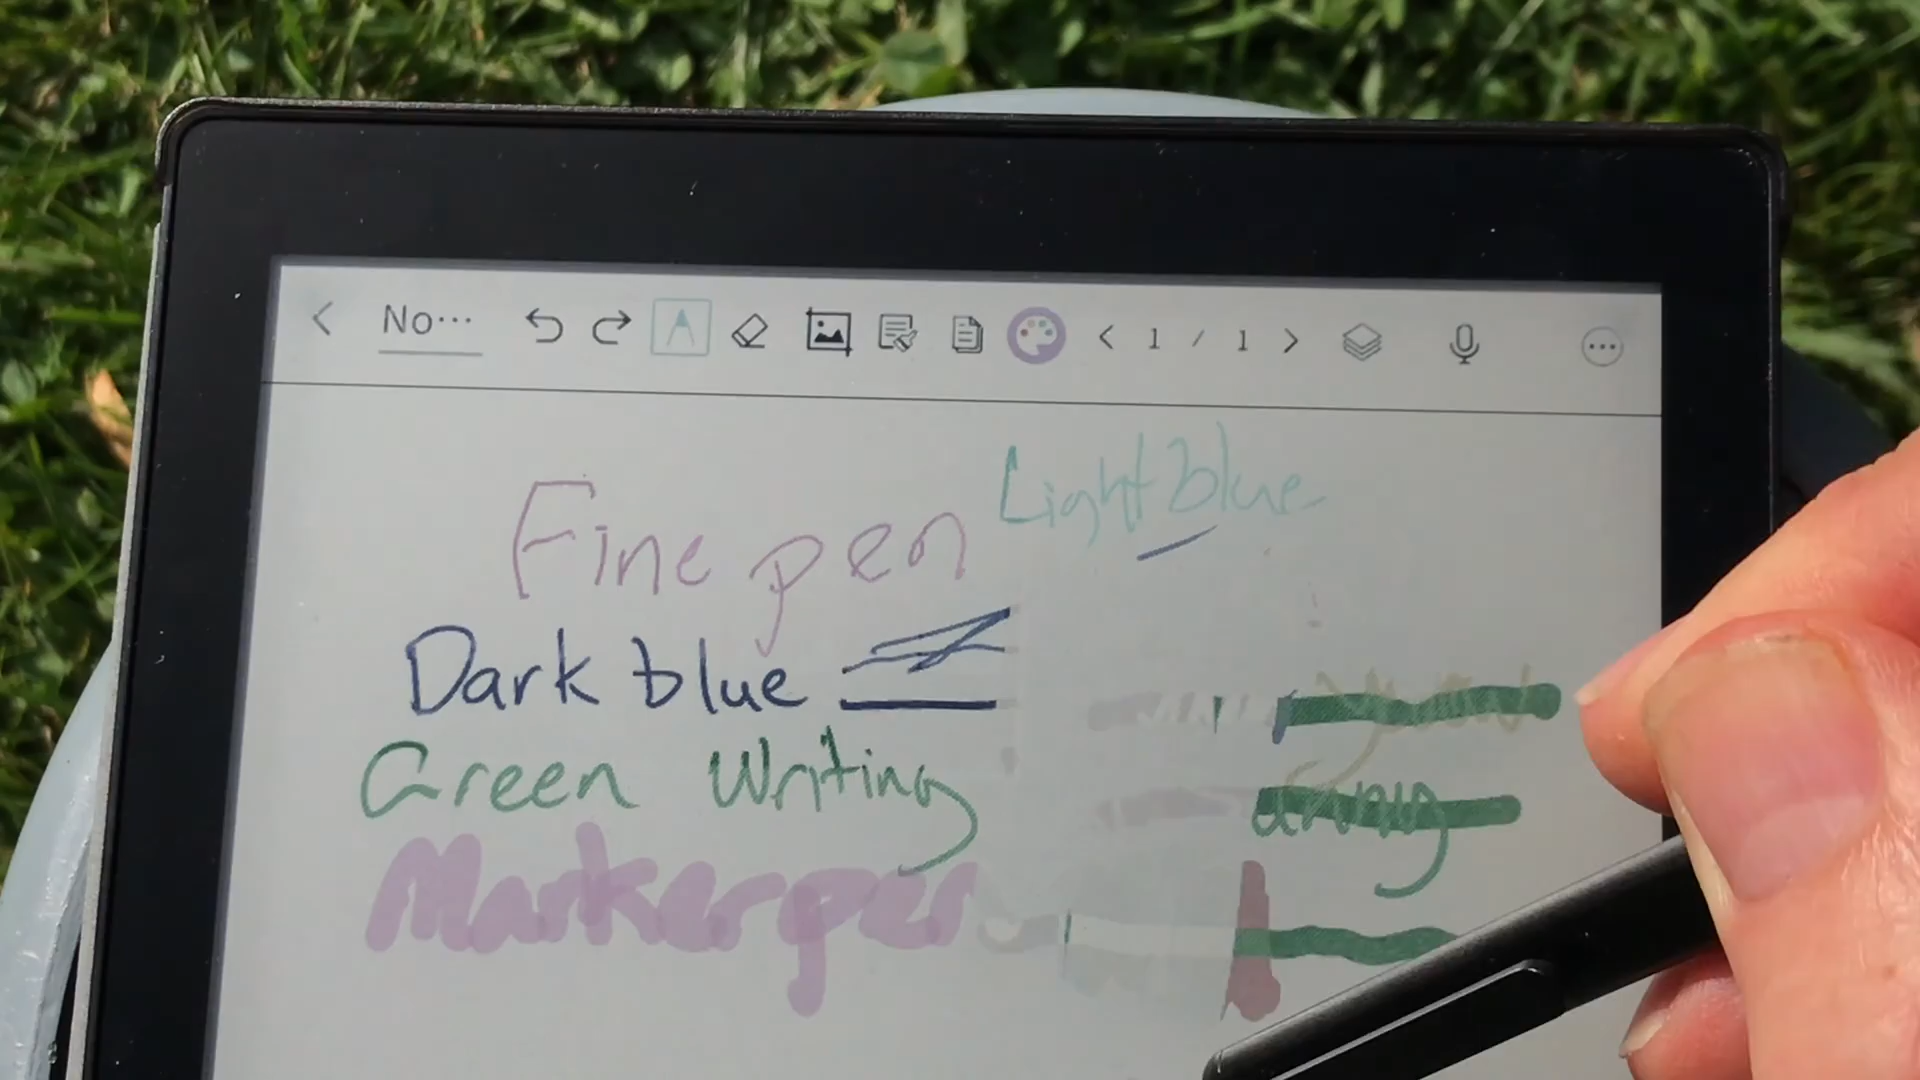 No...
1 / 1
Light blue
Fine pen
Dark blue
Green Writing
Markerpen